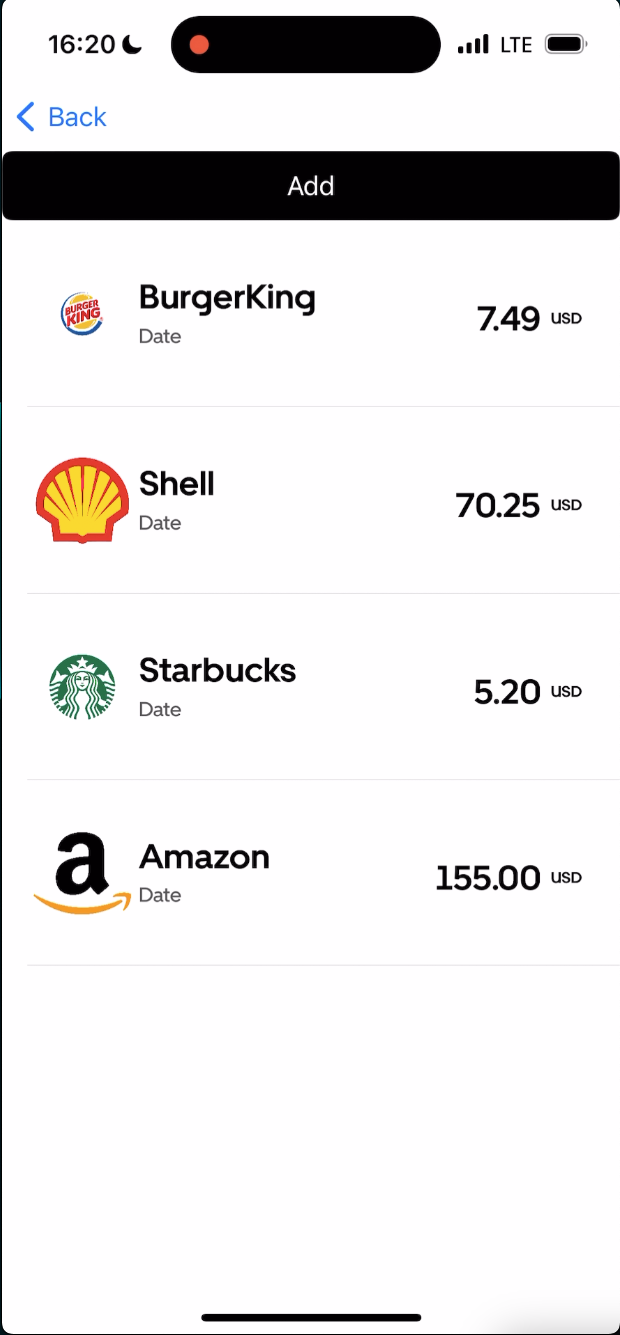 16:20 LTE
Back
Add
BURGER
KING
BurgerKing
Date
7.49 USD
Shell
Date
70.25 USD
Starbucks
Date
5.20 USD
a
Amazon
Date
155.00 USD